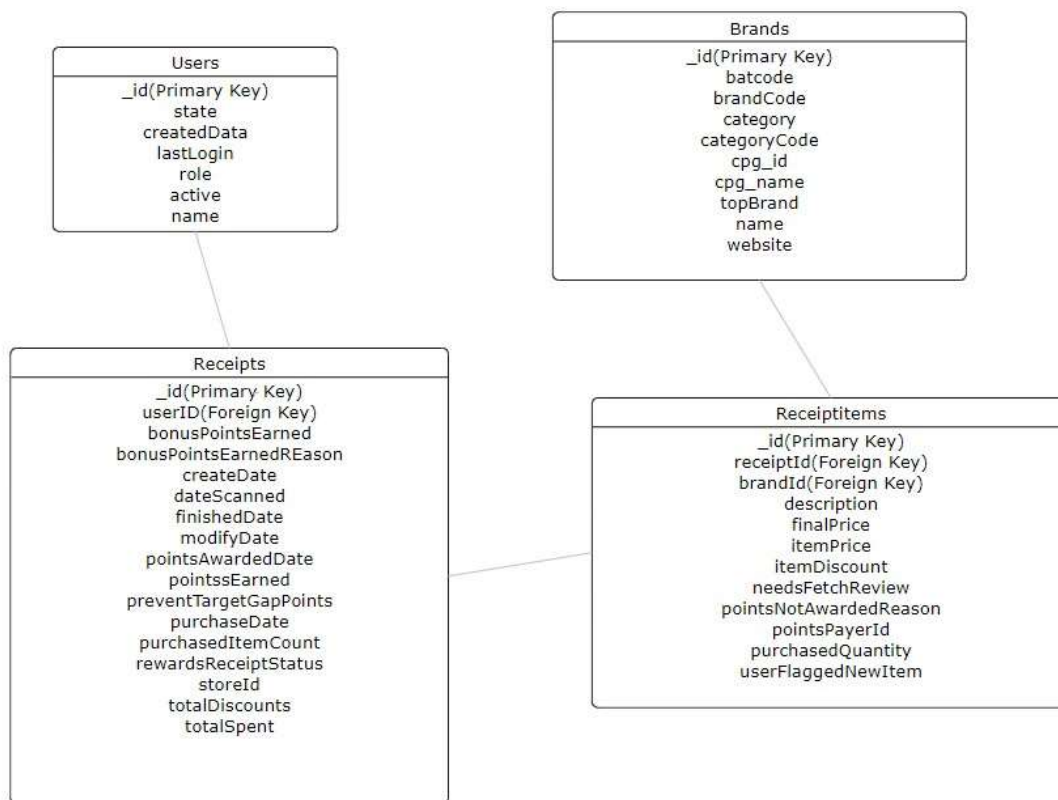 Users
_id(Primary Key)
state
createdData
lastLogin
role
active
name
Brands
_id(Primary Key)
batcode
brandCode
category
categoryCode
cpg_id
cpg_name
topBrand
name
website
Receipts
_id(Primary Key)
userID(Foreign Key)
bonusPointsEarned
bonusPointsEarnedREason
createDate
dateScanned
finishedDate
modifyDate
pointsAwardedDate
pointssEarned
preventTargetGapPoints
purchaseDate
purchasedItemCount
rewardsReceiptStatus
storeId
totalDiscounts
totalSpent
Receiptitems
_id(Primary Key)
receiptId(Foreign Key)
brandId(Foreign Key)
description
finalPrice
itemPrice
itemDiscount
needsFetchReview
pointsNotAwardedReason
pointsPayerId
purchasedQuantity
userFlaggedNewItem